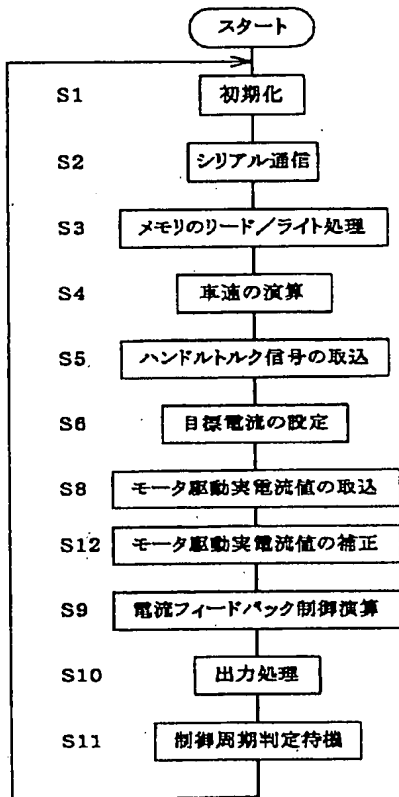 スタート
S1 初期化
S2 シリアル通信
S3 メモリのリード／ライト処理
S4 車速の演算
S5 ハンドルトルク信号の取込
S6 目標電流の設定
S8 モータ駆動実電流値の取込
S12 モータ駆動実電流値の補正
S9 電流フィードバック制御演算
S10 出力処理
S11 制御周期判定待機